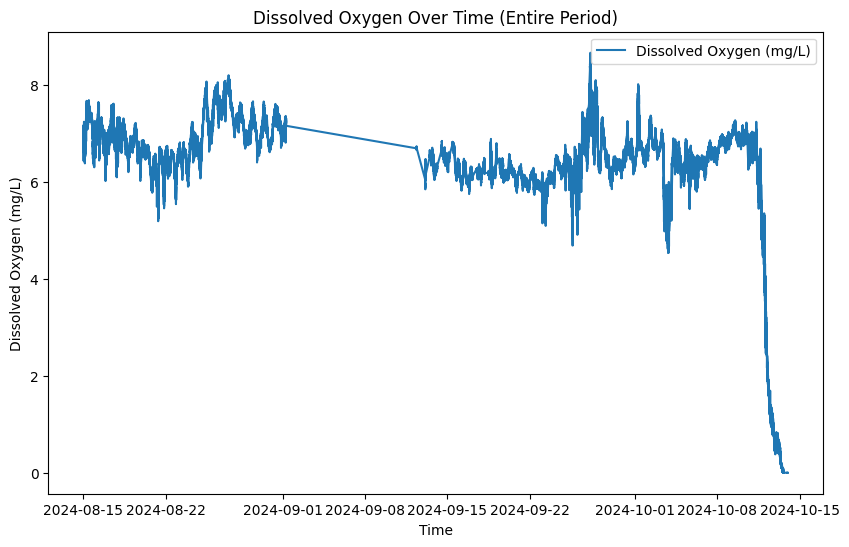 Dissolved Oxygen Over Time (Entire Period)
Dissolved Oxygen (mg/L)
8
6
4
2
0
Dissolved Oxygen (mg/L)
2024-08-15 2024-08-22 2024-09-01 2024-09-08 2024-09-15 2024-09-22 2024-10-01 2024-10-08 2024-10-15
Time